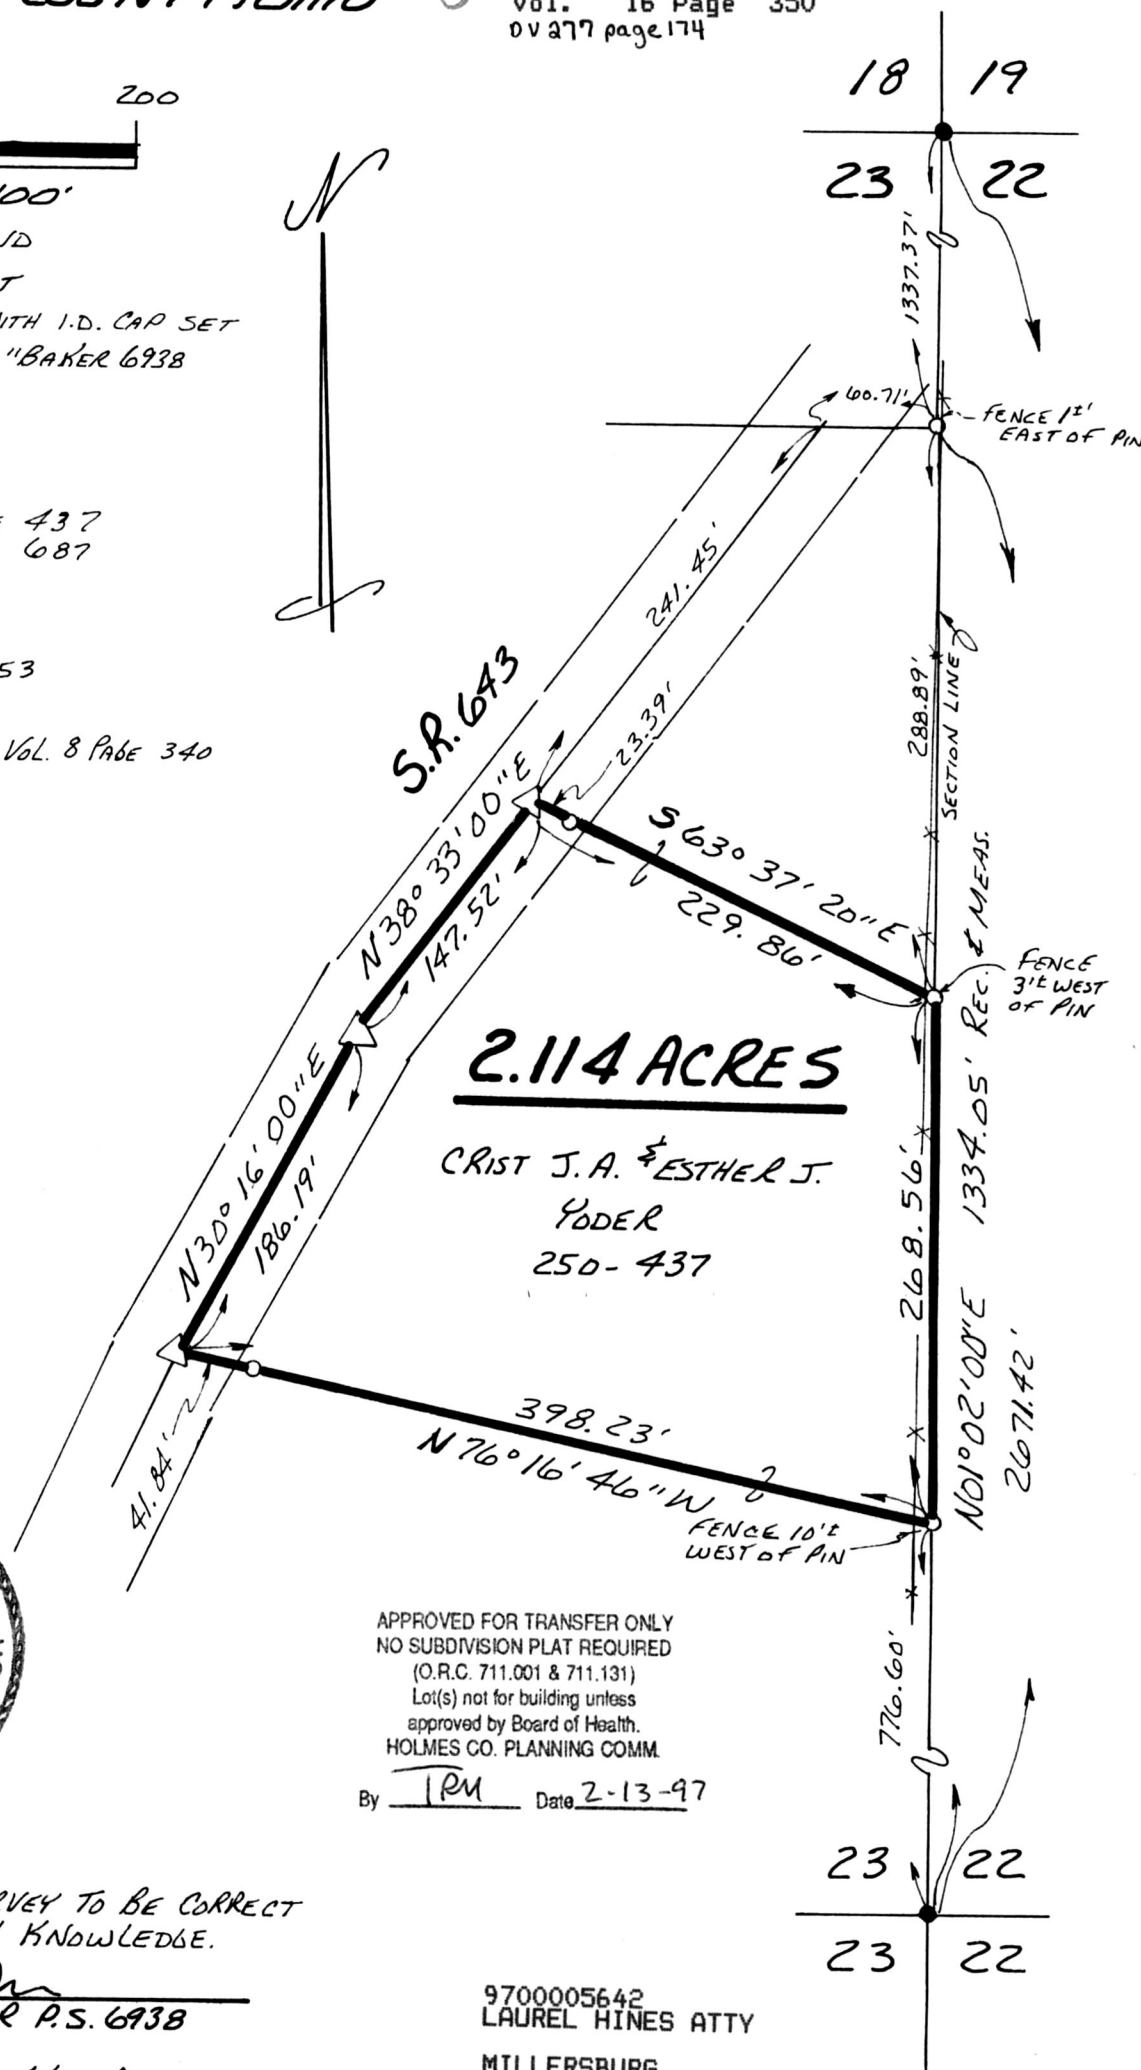 Vol. 16 Page 350
DV 277 page 174
200
00'
18 19
23 22
N
1337.37'
ITH I.D. CAP SET
"BAKER 6938
60.71'
FENCE 1'±
EAST OF PIN
437
687
241.45'
53
VOL. 8 PAGE 340
S.R. 643
23.39'
288.89'
SECTION LINE
N38° 33' 00" E
147.52'
S 63° 37' 20" E
229.86'
FENCE
3'± WEST
OF PIN
2.114 ACRES
CRIST J.A. & ESTHER J.
YODER
250-437
N30° 16' 00" E
186.19'
268.56'
N01° 02' 00" E 1334.05' REC. & MEAS.
2671.42'
398.23'
N 76° 16' 46" W
41.84'
FENCE 10'±
WEST OF PIN
APPROVED FOR TRANSFER ONLY
NO SUBDIVISION PLAT REQUIRED
(O.R.C. 711.001 & 711.131)
Lot(s) not for building unless
approved by Board of Health.
HOLMES CO. PLANNING COMM.
By TRM Date 2-13-97
776.60'
23 22
23 22
VEY TO BE CORRECT
KNOWLEDGE.
R P.S. 6938
9700005642
LAUREL HINES ATTY
MILLERSBURG